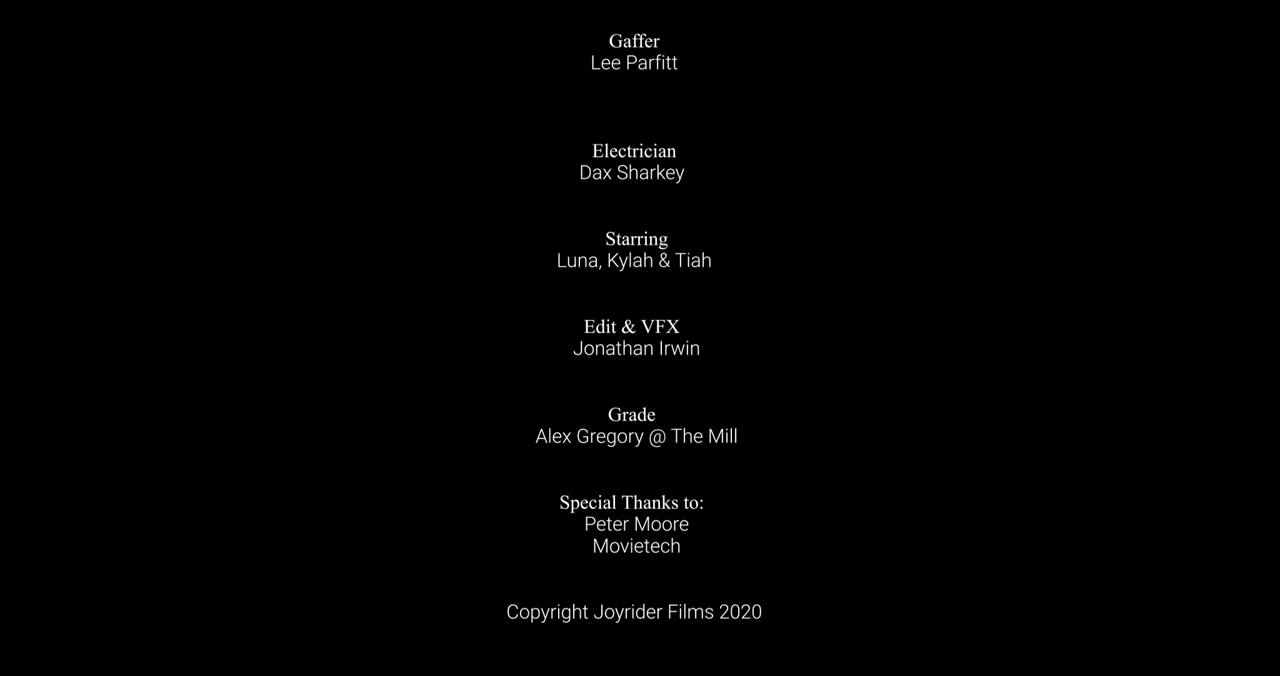 Gaffer
Lee Parfitt
Electrician
Dax Sharkey
Starring
Luna, Kylah & Tiah
Edit & VFX
Jonathan Irwin
Grade
Alex Gregory @ The Mill
Special Thanks to:
Peter Moore
Movietech
Copyright Joyrider Films 2020